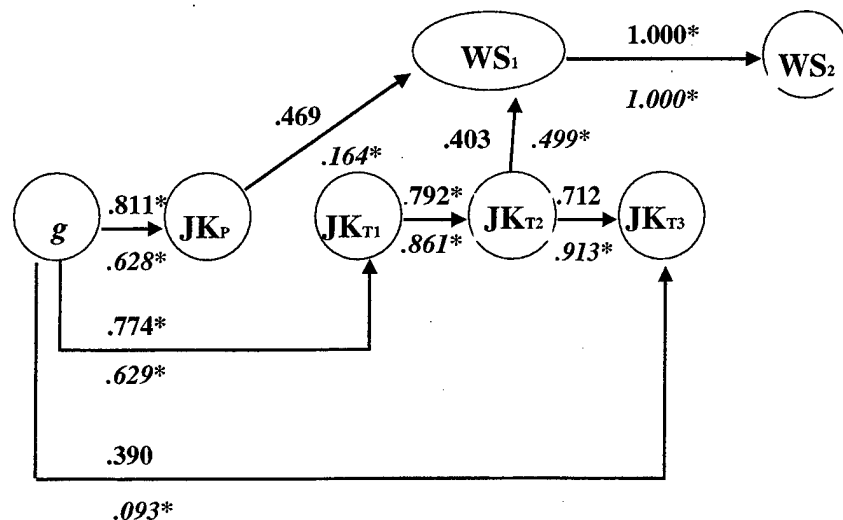 1.000*
WS₁
WS₂
1.000*
.469
.403
.499*
.164*
.811*
.792*
.712
g
JKP
JKT1
JKT2
JKT3
.628*
.861*
.913*
.774*
.629*
.390
.093*